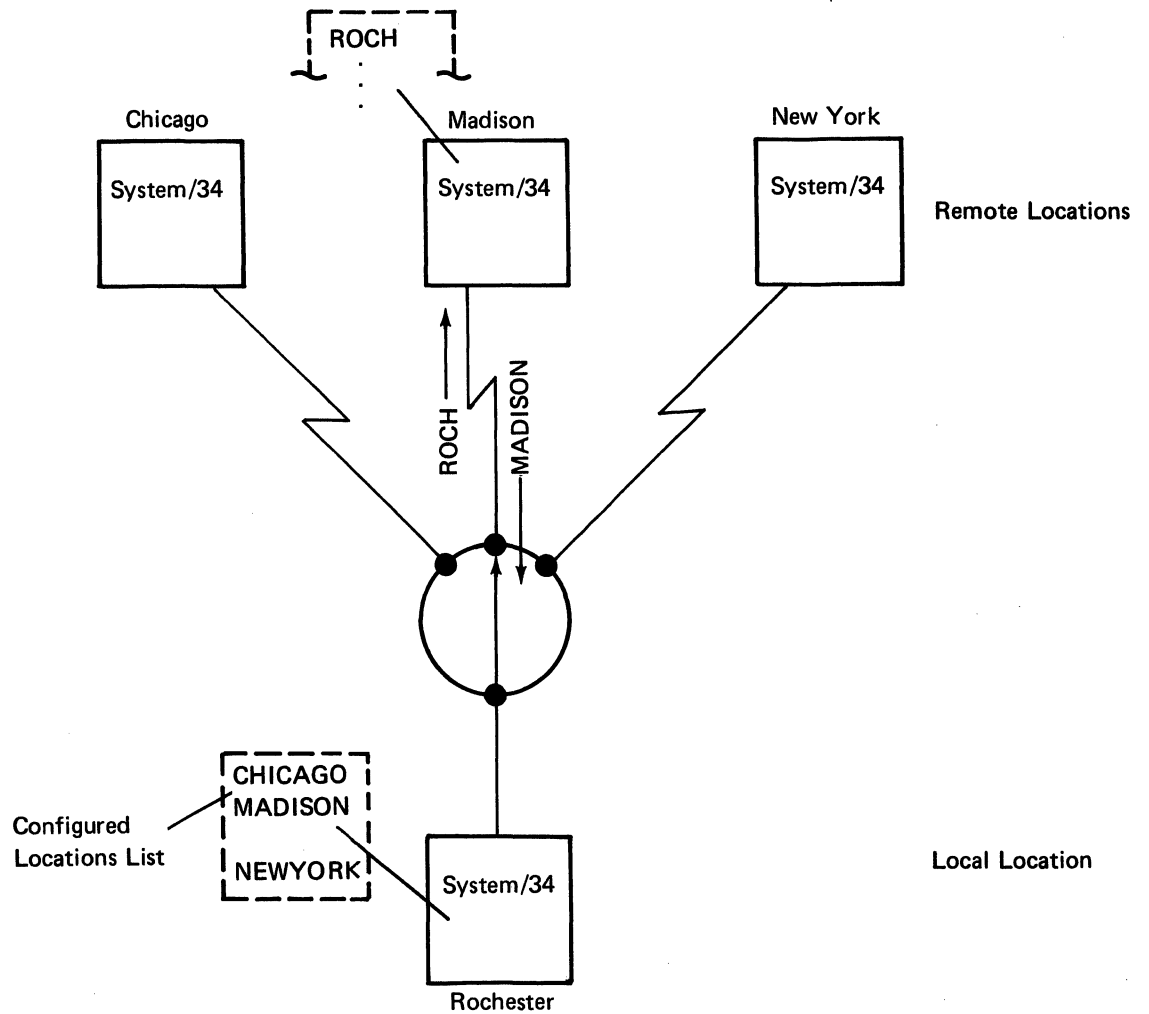 ROCH
Chicago
Madison
New York
System/34
System/34
System/34
Remote Locations
ROCH
MADISON
CHICAGO
MADISON
NEWYORK
Configured
Locations List
System/34
Local Location
Rochester